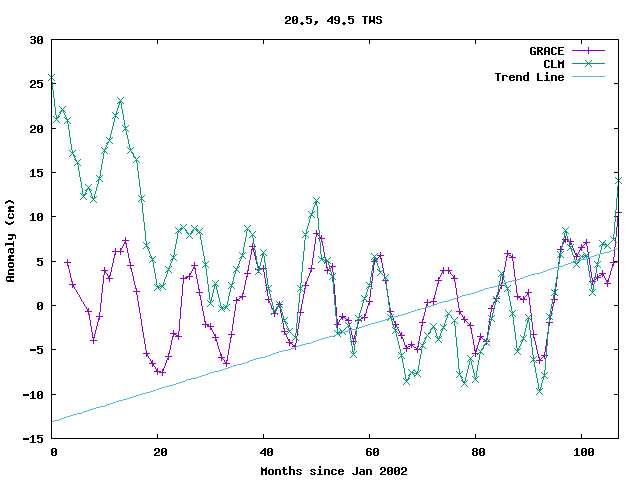 20.5, 49.5 TWS
GRACE
CLM
Trend Line
Anomaly (cm)
30
25
20
15
10
5
0
-5
-10
-15
0 20 40 60 80 100
Months since Jan 2002